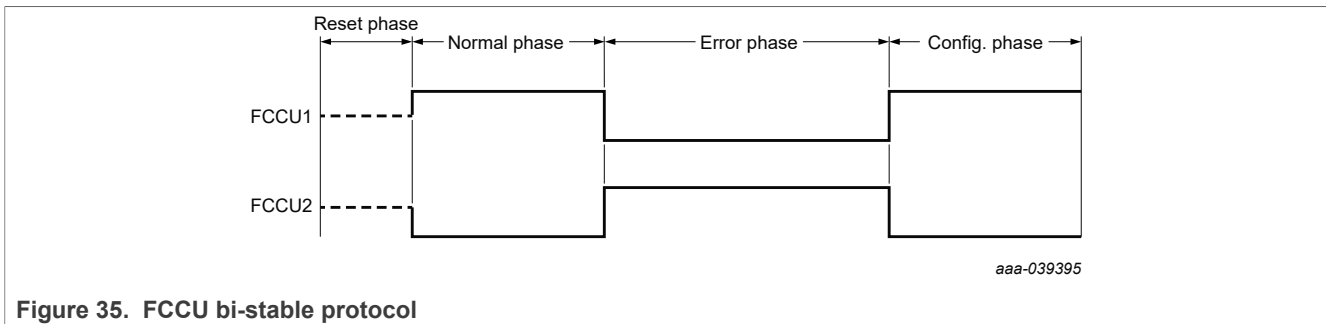 Reset phase
Normal phase
Error phase
Config. phase
FCCU1
FCCU2
aaa-039395
Figure 35. FCCU bi-stable protocol